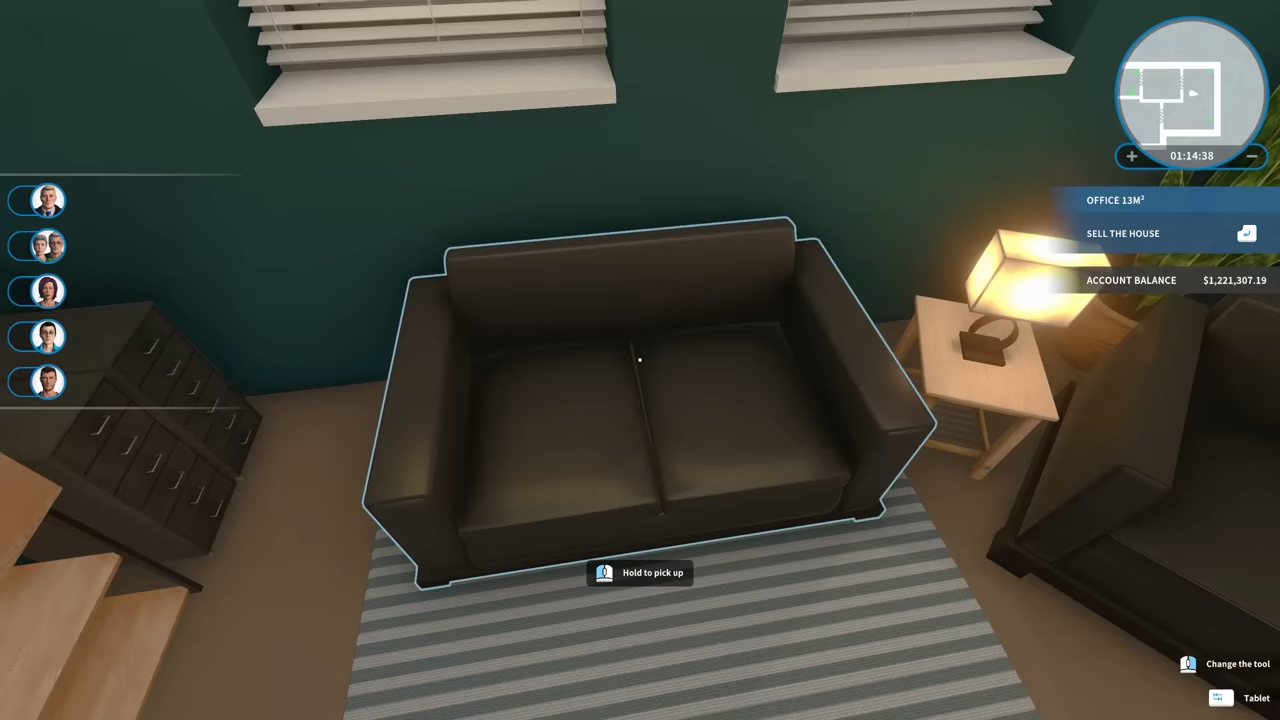 01:14:38
OFFICE 13M²
SELL THE HOUSE
ACCOUNT BALANCE $1,221,307.19
Hold to pick up
Change the tool
Tablet